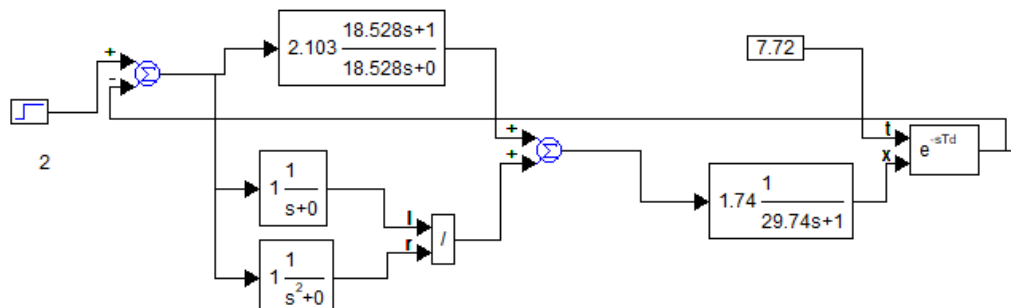 +
-
Σ
2
2.103 18.528s+1
18.528s+0
1 1
s+0
1 1
s²+0
l
r
/
+
+
Σ
1.74 1
29.74s+1
7.72
t
x
e-sTd